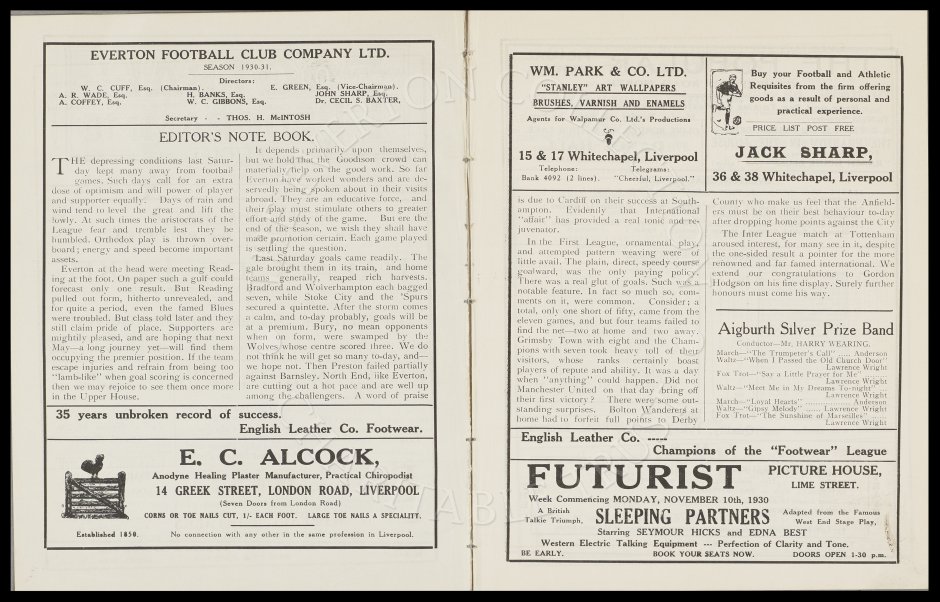 EVERTON FOOTBALL CLUB COMPANY LTD.
SEASON 1930-31.
Directors:
W. C. CUFF, Esq. (Chairman). E. GREEN, Esq. (Vice-Chairman).
A. R. WADE, Esq. H. BANKS, Esq. JOHN SHARP, Esq.
A. COFFEY, Esq. W. C. GIBBONS, Esq. Dr. CECIL S. BAXTER,
Secretary - - THOS. H. McINTOSH
EDITOR'S NOTE BOOK.
THE depressing conditions last Satur-
day kept many away from football
games. Such days call for an extra
dose of optimism and will power of player
and supporter equally. Days of rain and
wind tend to level the great and lift the
lowly. At such times the aristocrats of the
League fear and tremble lest they be
humbled. Orthodox play is thrown over-
board; energy and speed become important
assets.
Everton at the head were meeting Read-
ing at the foot. On paper such a gulf could
forecast only one result. But Reading
pulled out form, hitherto unrevealed, and
for quite a period, even the famed Blues
were troubled. But class told later and they
still claim pride of place. Supporters are
mightily pleased, and are hoping that next
May—a long journey yet—will find them
occupying the premier position. If the team
escape injuries and refrain from being too
"lamb-like" when goal scoring is concerned
then we may rejoice to see them once more
in the Upper House.
It depends primarily upon themselves,
but we hold that the Goodison crowd can
materially help on the good work. So far
Everton have worked wonders and are de-
servedly being spoken about in their visits
abroad. They are an educative force, and
their play must stimulate others to greater
effort and study of the game. But ere the
end of the season, we wish they shall have
made promotion certain. Each game played
is settling the question.
Last Saturday goals came readily. The
gale brought them in its train, and home
teams generally, reaped rich harvests.
Bradford and Wolverhampton each bagged
seven, while Stoke City and the 'Spurs
secured a quintette. After the storm comes
a calm, and to-day probably, goals will be
at a premium. Bury, no mean opponents
when on form, were swamped by the
Wolves, whose centre scored three. We do
not think he will get so many to-day, and—
we hope not. Then Preston failed partially
against Barnsley. North End, like Everton,
are cutting out a hot pace and are well up
among the challengers. A word of praise
35 years unbroken record of success.
English Leather Co. Footwear.
E. C. ALCOCK,
Anodyne Healing Plaster Manufacturer, Practical Chiropodist
14 GREEK STREET, LONDON ROAD, LIVERPOOL
(Seven Doors from London Road)
CORNS OR TOE NAILS CUT, 1/- EACH FOOT. LARGE TOE NAILS A SPECIALITY.
Established 1850. No connection with any other in the same profession in Liverpool.
WM. PARK & CO. LTD.
"STANLEY" ART WALLPAPERS
BRUSHES, VARNISH AND ENAMELS
Agents for Walpamur Co. Ltd.'s Productions
15 & 17 Whitechapel, Liverpool
Telephone: Telegrams:
Bank 4092 (2 lines). "Cheerful, Liverpool."
Buy your Football and Athletic
Requisites from the firm offering
goods as a result of personal and
practical experience.
PRICE LIST POST FREE
JACK SHARP,
36 & 38 Whitechapel, Liverpool
is due to Cardiff on their success at South-
ampton. Evidently that International
"affair" has provided a real tonic and re-
juvenator.
In the First League, ornamental play,
and attempted pattern weaving were of
little avail. The plain, direct, speedy course
goalward, was the only paying policy.
There was a real glut of goals. Such was a
notable feature. In fact so much so, com-
ments on it, were common. Consider; a
total, only one short of fifty, came from the
eleven games, and but four teams failed to
find the net—two at home and two away.
Grimsby Town with eight and the Cham-
pions with seven took heavy toll of their
visitors, whose ranks certainly boast
players of repute and ability. It was a day
when "anything" could happen. Did not
Manchester United on that day bring off
their first victory? There were some out-
standing surprises. Bolton Wanderers at
home had to forfeit full points to Derby
County who make us feel that the Anfield-
ers must be on their best behaviour to-day
after dropping home points against the City
The Inter League match at Tottenham
aroused interest, for many see in it, despite
the one-sided result a pointer for the more
renowned and far famed international. We
extend our congratulations to Gordon
Hodgson on his fine display. Surely further
honours must come his way.
Aigburth Silver Prize Band
Conductor—Mr. HARRY WEARING.
March—"The Trumpeter's Call" ..... Anderson
Waltz—"When I Passed the Old Church Door"
Lawrence Wright
Fox Trot—"Say a Little Prayer for Me" ........
Lawrence Wright
Waltz—"Meet Me in My Dreams To-night" ....
Lawrence Wright
March—"Loyal Hearts" .............. Anderson
Waltz—"Gipsy Melody" ...... Lawrence Wright
Fox Trot—"The Sunshine of Marseilles"
Lawrence Wright
English Leather Co. -----
Champions of the "Footwear" League
FUTURIST PICTURE HOUSE,
LIME STREET.
Week Commencing MONDAY, NOVEMBER 10th, 1930
A British
Talkie Triumph,
SLEEPING PARTNERS
Adapted from the Famous
West End Stage Play,
Starring SEYMOUR HICKS and EDNA BEST
Western Electric Talking Equipment --- Perfection of Clarity and Tone.
BE EARLY. BOOK YOUR SEATS NOW. DOORS OPEN 1-30 p.m.